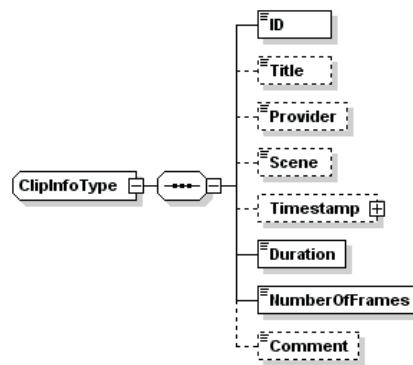 ID
Title
Provider
Scene
ClipInfoType
Timestamp
Duration
NumberOfFrames
Comment